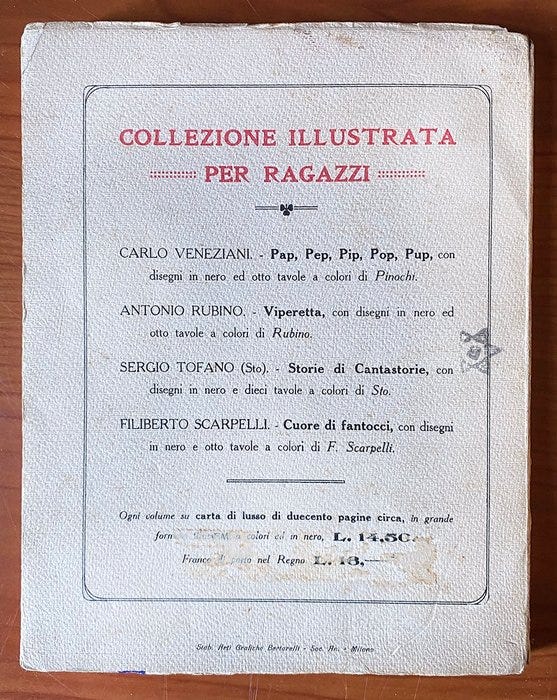 COLLEZIONE ILLUSTRATA
PER RAGAZZI
CARLO VENEZIANI. - Pap, Pep, Pip, Pop, Pup, con
disegni in nero ed otto tavole a colori di Pinochi.
ANTONIO RUBINO. - Viperetta, con disegni in nero ed
otto tavole a colori di Rubino.
SERGIO TOFANO (Sto). - Storie di Cantastorie, con
disegni in nero e dieci tavole a colori di Sto.
FILIBERTO SCARPELLI. - Cuore di fantocci, con disegni
in nero e otto tavole a colori di F. Scarpelli.
Ogni volume su carta di lusso di duecento pagine circa, in grande
a colori ed in nero, L. 14,50
Franco di porto nel Regno L. 16,—
Stab. Arti Grafiche Bertarelli - Soc. An. - Milano